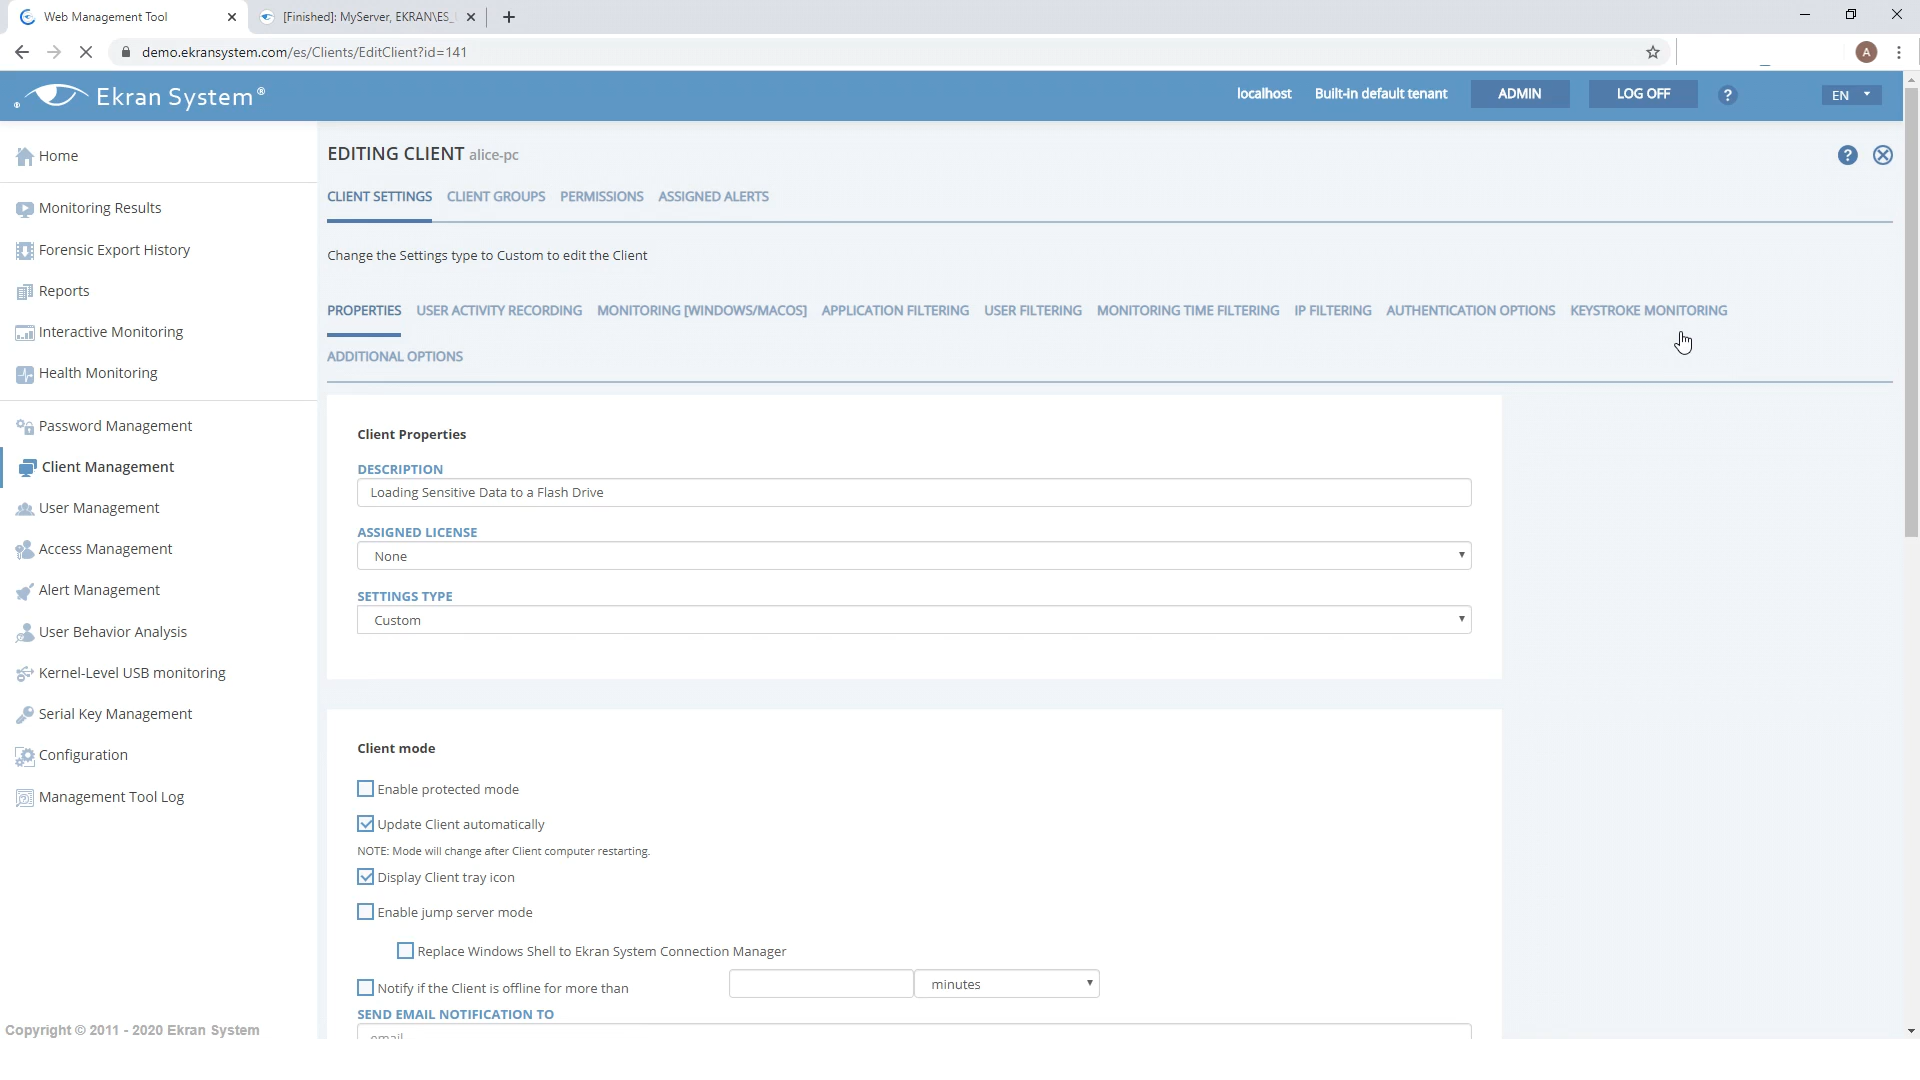 Web Management Tool
[Finished]: MyServer, EKRAN\ES_
demo.ekransystem.com/es/Clients/EditClient?id=141
A
Ekran System®
localhost
Built-in default tenant
ADMIN
LOG OFF
?
EN
Home
Monitoring Results
Forensic Export History
Reports
Interactive Monitoring
Health Monitoring
Password Management
Client Management
User Management
Access Management
Alert Management
User Behavior Analysis
Kernel-Level USB monitoring
Serial Key Management
Configuration
Management Tool Log
Copyright © 2011 - 2020 Ekran System
EDITING CLIENT alice-pc
?
CLIENT SETTINGS CLIENT GROUPS PERMISSIONS ASSIGNED ALERTS
Change the Settings type to Custom to edit the Client
PROPERTIES USER ACTIVITY RECORDING MONITORING [WINDOWS/MACOS] APPLICATION FILTERING USER FILTERING MONITORING TIME FILTERING IP FILTERING AUTHENTICATION OPTIONS KEYSTROKE MONITORING
ADDITIONAL OPTIONS
Client Properties
DESCRIPTION
Loading Sensitive Data to a Flash Drive
ASSIGNED LICENSE
None
SETTINGS TYPE
Custom
Client mode
Enable protected mode
Update Client automatically
NOTE: Mode will change after Client computer restarting.
Display Client tray icon
Enable jump server mode
Replace Windows Shell to Ekran System Connection Manager
Notify if the Client is offline for more than
minutes
SEND EMAIL NOTIFICATION TO
email